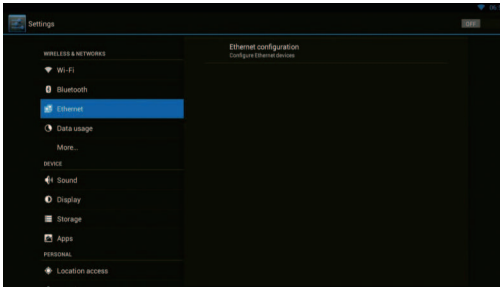 Settings
OFF
WIRELESS & NETWORKS
Wi-Fi
Bluetooth
Ethernet
Data usage
More...
DEVICE
Sound
Display
Storage
Apps
PERSONAL
Location access
Ethernet configuration
Configure Ethernet devices